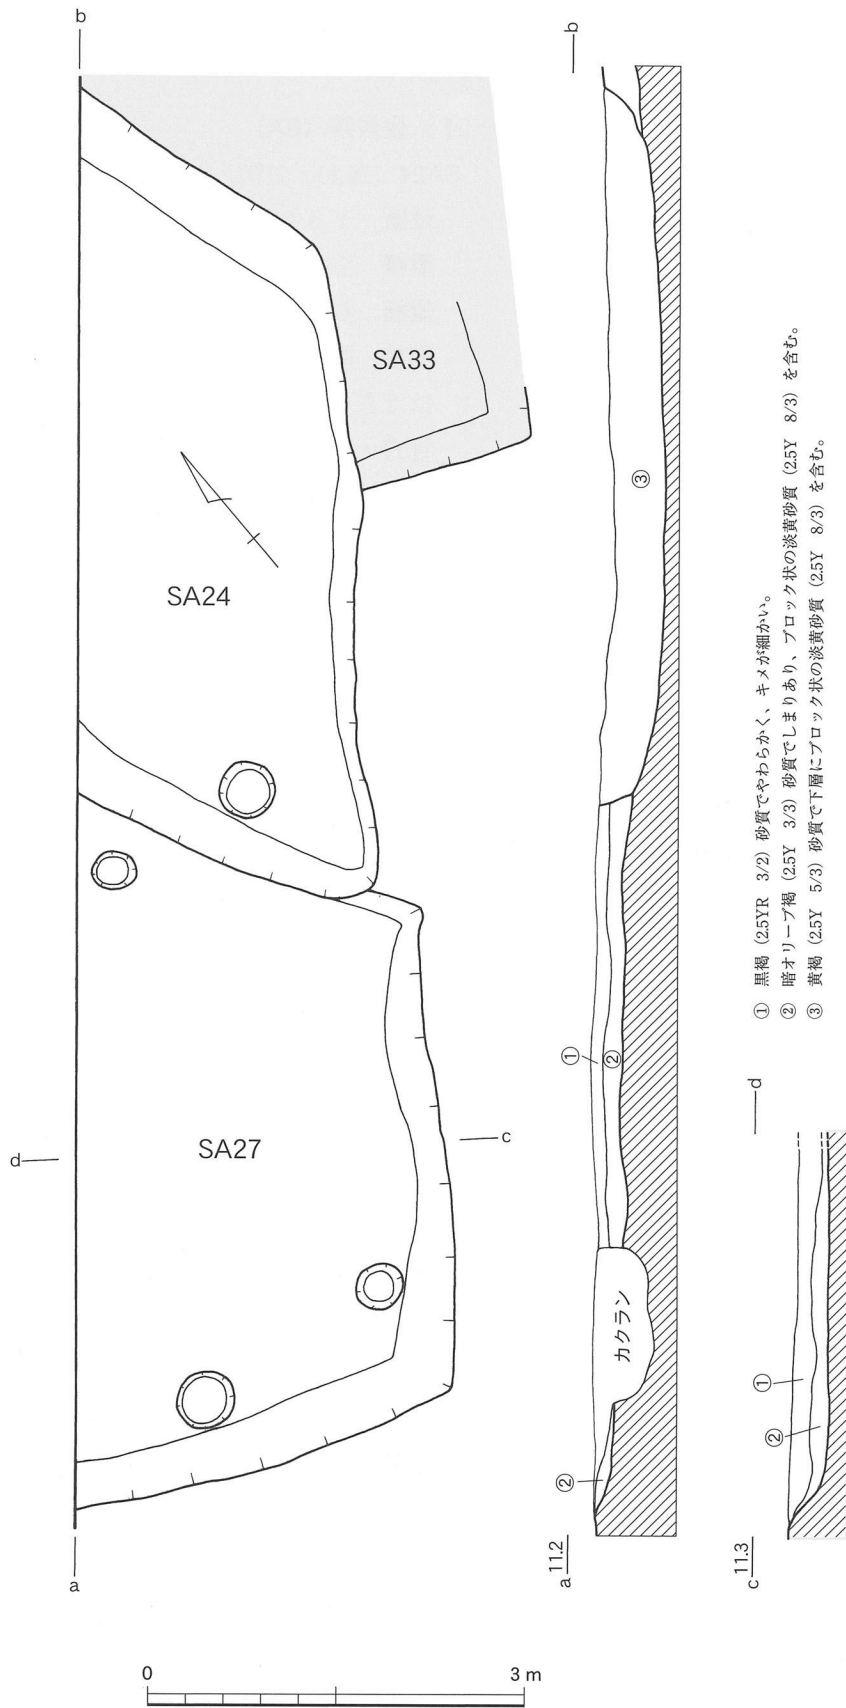 b
b
SA33
SA24
③
① 黒褐 (2.5YR 3/2) 砂質でやわらかく、キメが細かい。
② 暗オリーブ褐 (2.5Y 3/3) 砂質でしまりあり、ブロック状の淡黄砂質 (2.5Y 8/3) を含む。
③ 黄褐 (2.5Y 5/3) 砂質で下層にブロック状の淡黄砂質 (2.5Y 8/3) を含む。
① ②
d
d
SA27
c
カクラン
①
②
②
a 11.2
c 11.3
a
0 3 m